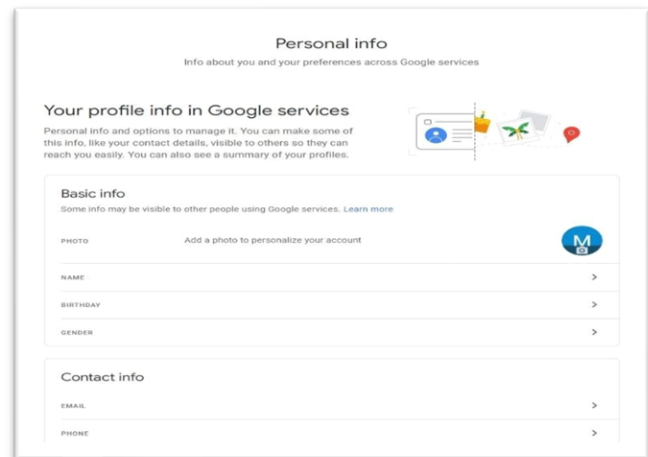 Personal info
Info about you and your preferences across Google services
Your profile info in Google services
Personal info and options to manage it. You can make some of
this info, like your contact details, visible to others so they can
reach you easily. You can also see a summary of your profiles.
Basic info
Some info may be visible to other people using Google services. Learn more
PHOTO Add a photo to personalize your account M
NAME
BIRTHDAY
GENDER
Contact info
EMAIL
PHONE